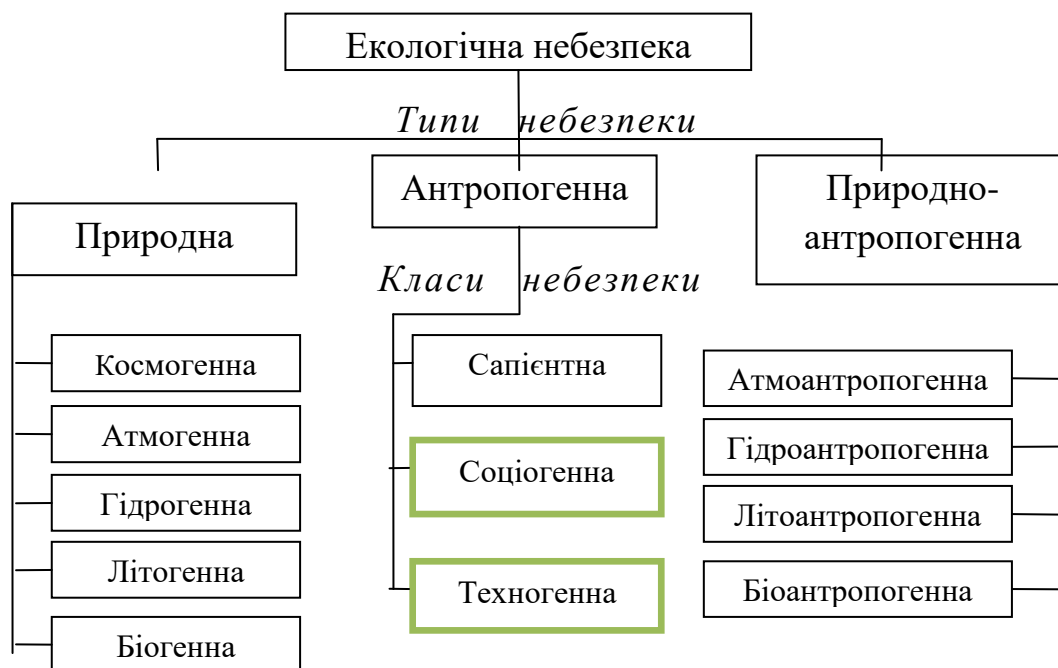 Екологічна небезпека
Типи небезпеки
Природна
Антропогенна
Природно-
антропогенна
Класи небезпеки
Космогенна
Атмогенна
Гідрогенна
Літогенна
Біогенна
Сапієнтна
Соціогенна
Техногенна
Атмоантропогенна
Гідроантропогенна
Літоантропогенна
Біоантропогенна